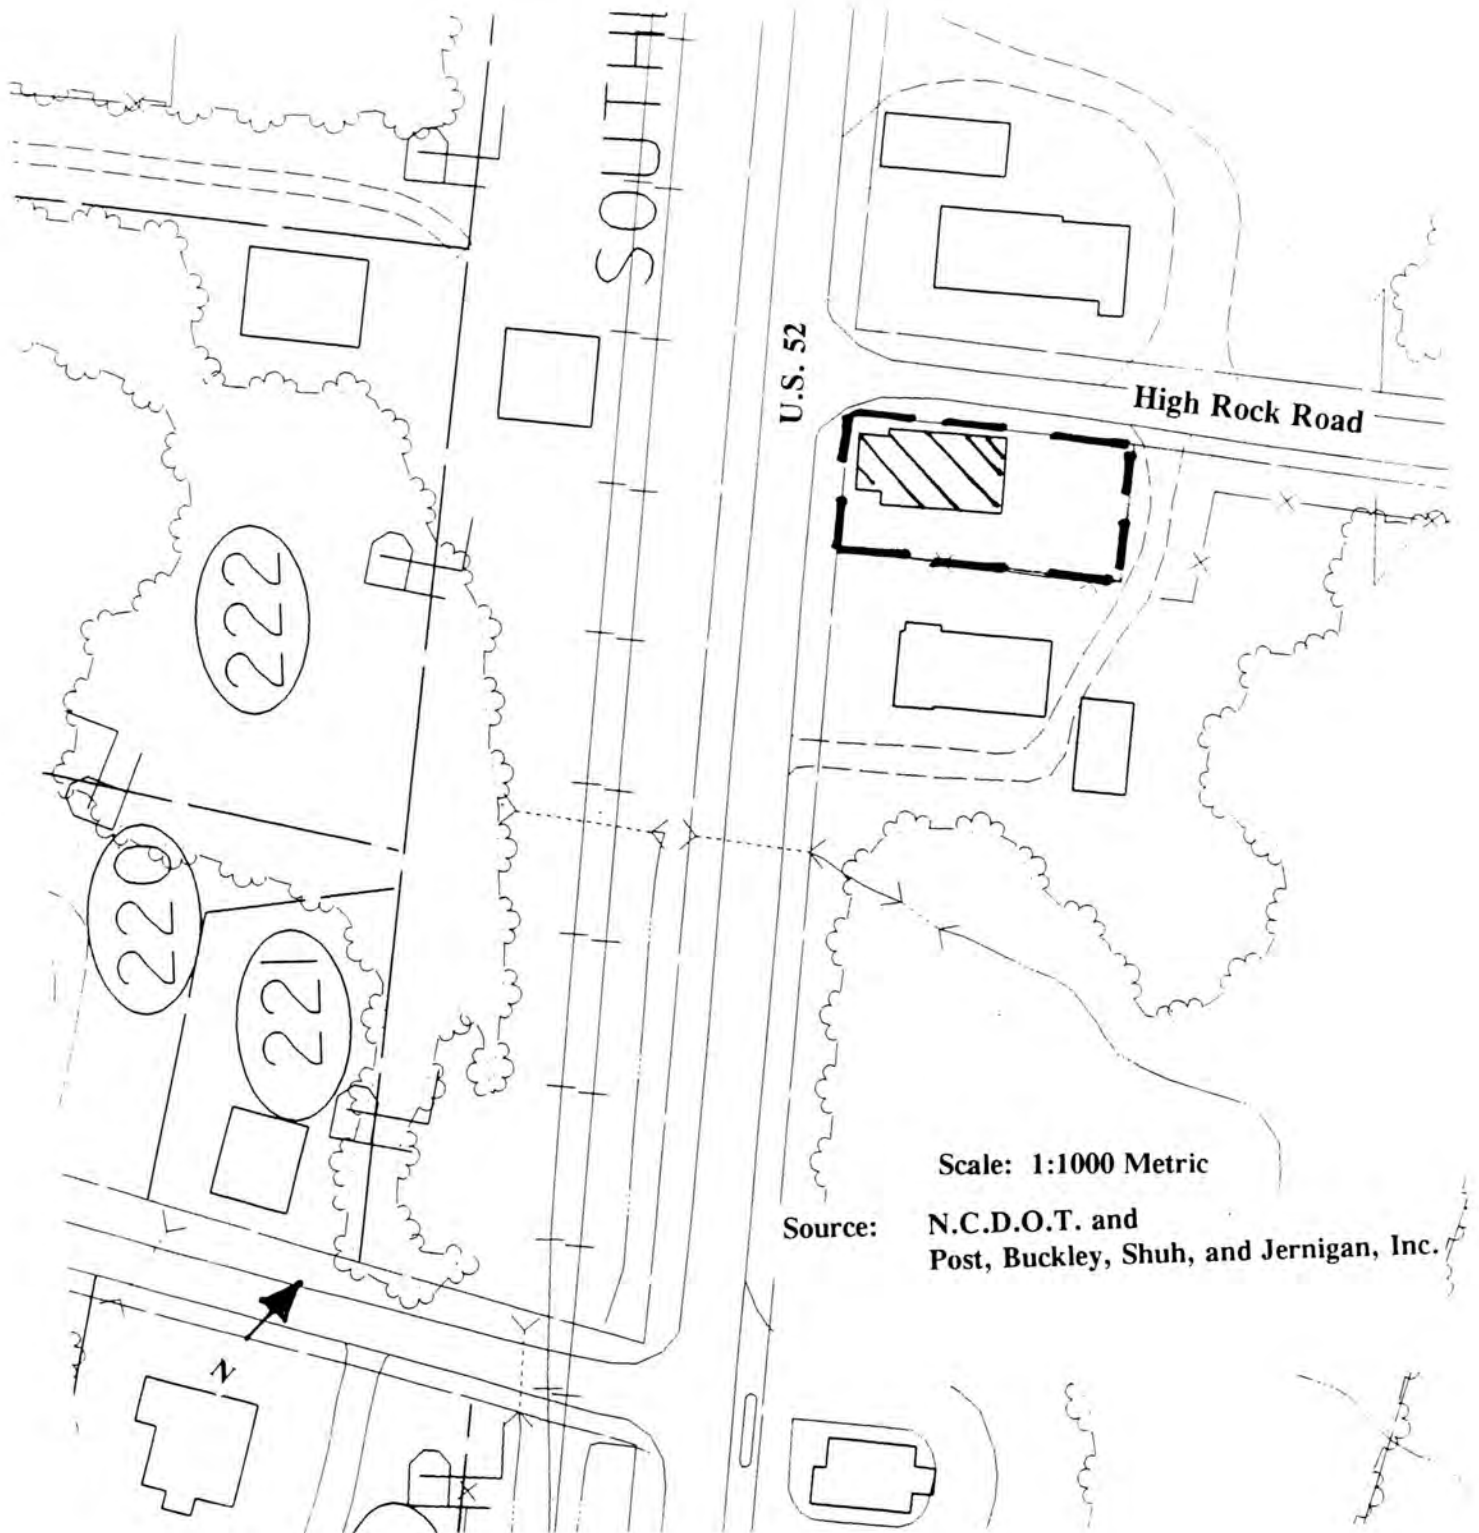 SOUTH
U.S. 52
High Rock Road
222
220
221
Scale: 1:1000 Metric
Source: N.C.D.O.T. and
Post, Buckley, Shuh, and Jernigan, Inc.
N